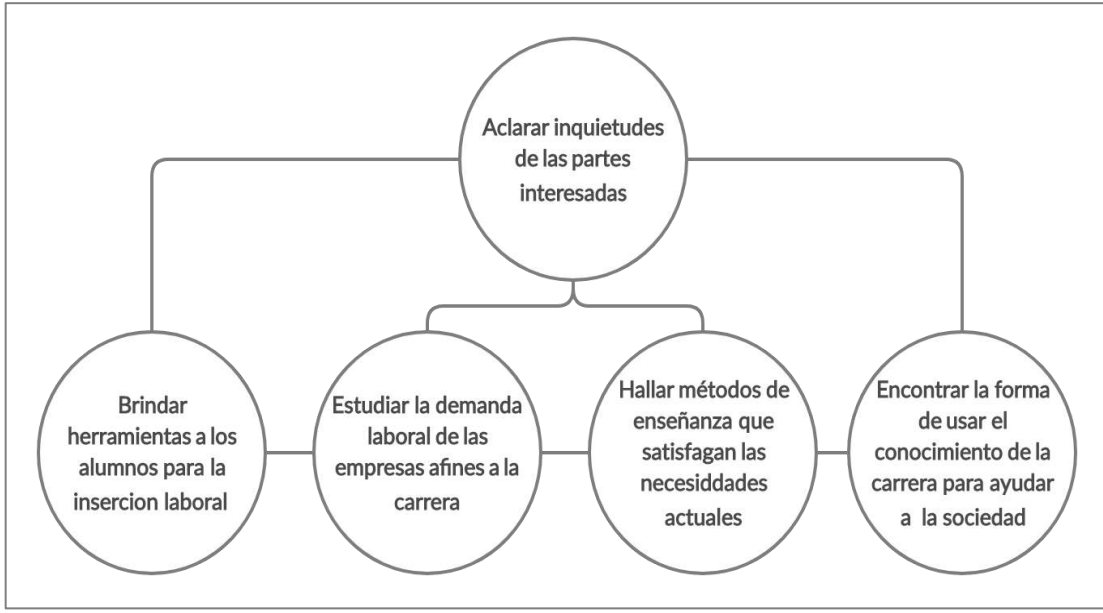 Aclarar inquietudes
de las partes
interesadas
Brindar
herramientas a los
alumnos para la
insercion laboral
Estudiar la demanda
laboral de las
empresas afines a la
carrera
Hallar métodos de
enseñanza que
satisfagan las
necesiddades
actuales
Encontrar la forma
de usar el
conocimiento de la
carrera para ayudar
a la sociedad